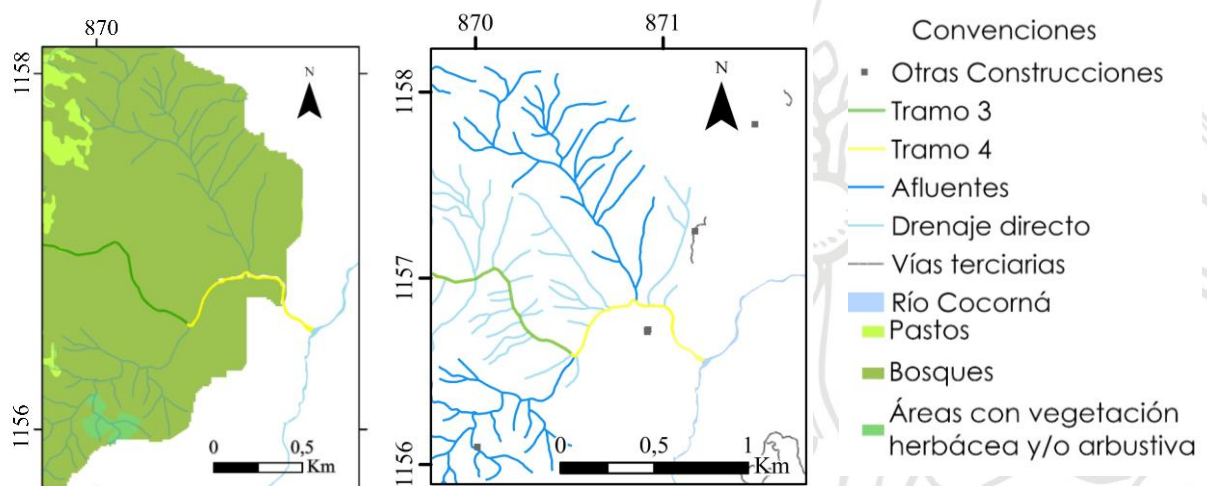 870
1158
1156
N
0 0,5
Km
870 871
1158
1157
1156
N
0 0,5 1
Km
Convenciones
Otras Construcciones
Tramo 3
Tramo 4
Afluentes
Drenaje directo
Vías terciarias
Río Cocorná
Pastos
Bosques
Áreas con vegetación
herbácea y/o arbustiva